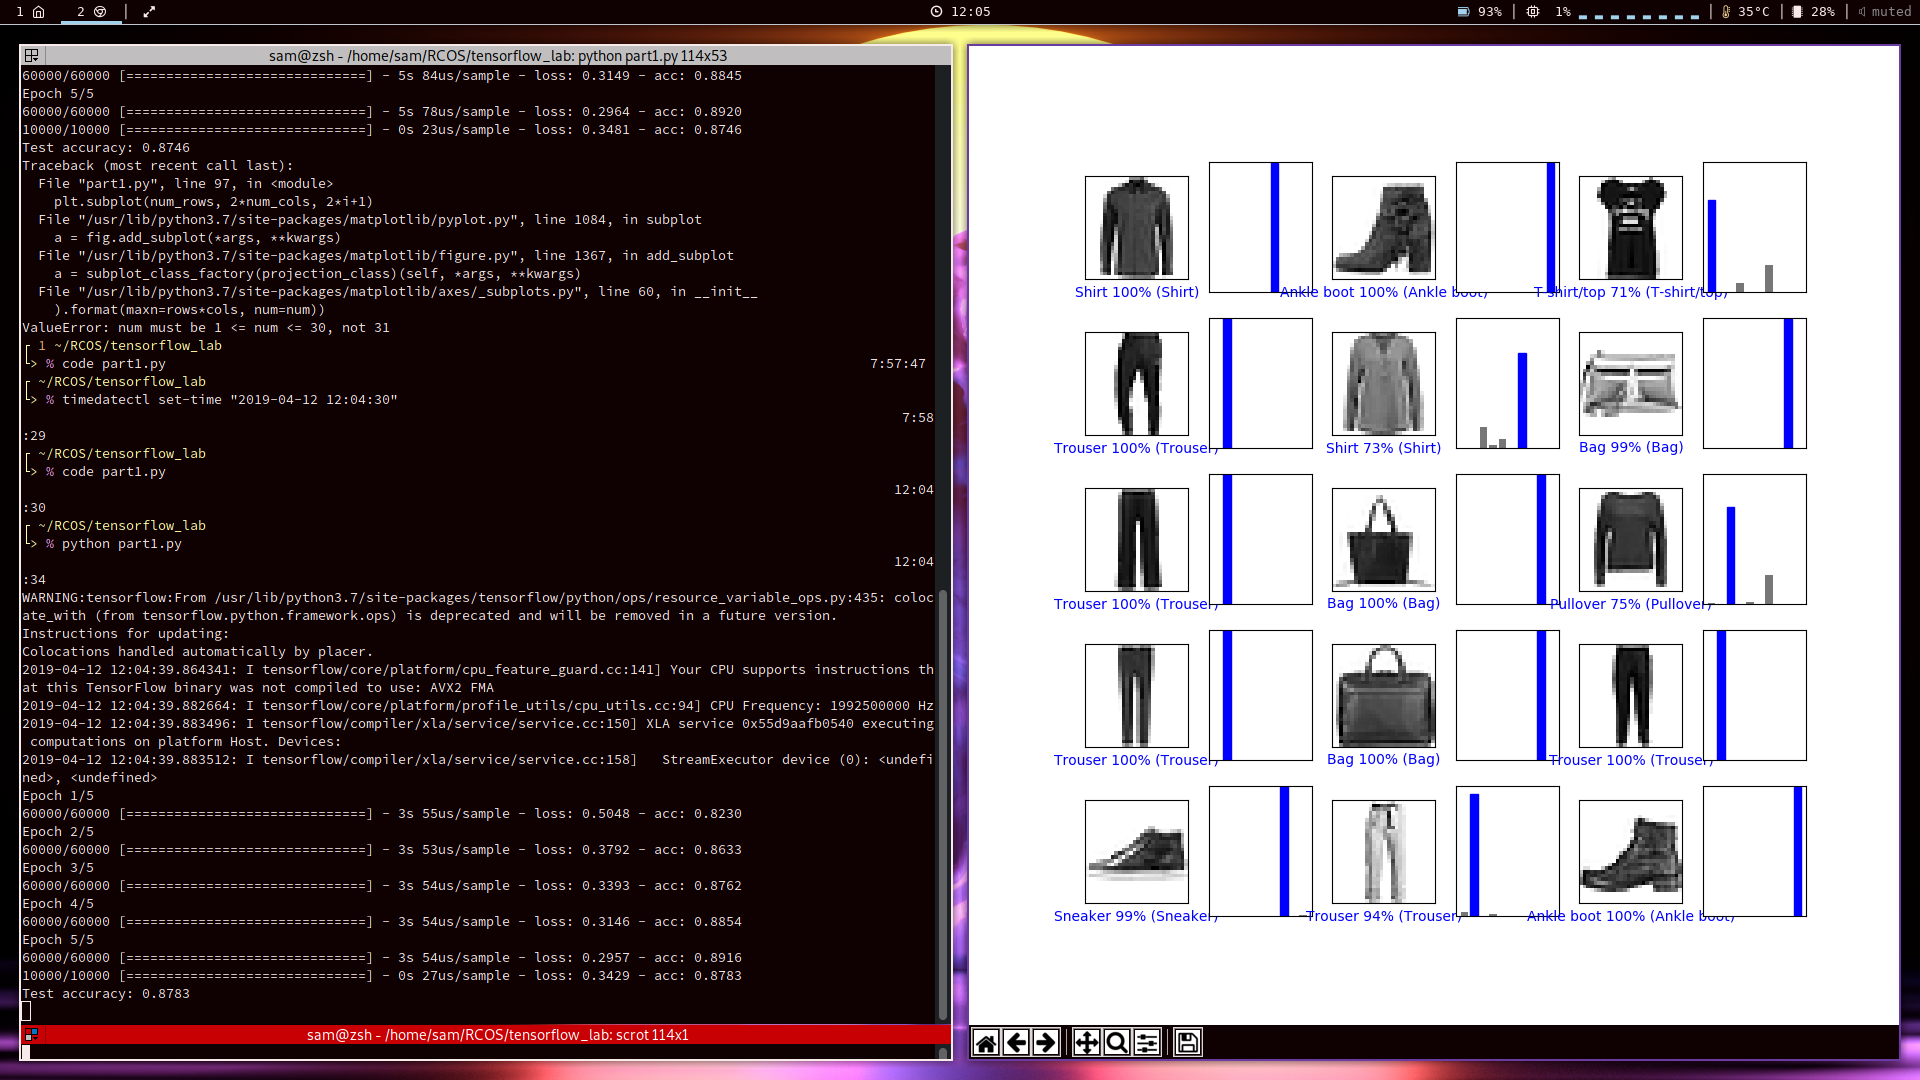 1 2 12:05 93% 1% 35°C 28% muted
sam@zsh - /home/sam/RCOS/tensorflow_lab: python part1.py 114x53
60000/60000 [==============================] - 5s 84us/sample - loss: 0.3149 - acc: 0.8845
Epoch 5/5
60000/60000 [==============================] - 5s 78us/sample - loss: 0.2964 - acc: 0.8920
10000/10000 [==============================] - 0s 23us/sample - loss: 0.3481 - acc: 0.8746
Test accuracy: 0.8746
Traceback (most recent call last):
  File "part1.py", line 97, in <module>
    plt.subplot(num_rows, 2*num_cols, 2*i+1)
  File "/usr/lib/python3.7/site-packages/matplotlib/pyplot.py", line 1084, in subplot
    a = fig.add_subplot(*args, **kwargs)
  File "/usr/lib/python3.7/site-packages/matplotlib/figure.py", line 1367, in add_subplot
    a = subplot_class_factory(projection_class)(self, *args, **kwargs)
  File "/usr/lib/python3.7/site-packages/matplotlib/axes/_subplots.py", line 60, in __init__
    ).format(maxn=rows*cols, num=num))
ValueError: num must be 1 <= num <= 30, not 31
┌ 1 ~/RCOS/tensorflow_lab
└> % code part1.py 7:57:47
┌ ~/RCOS/tensorflow_lab
└> % timedatectl set-time "2019-04-12 12:04:30"
7:58
:29
┌ ~/RCOS/tensorflow_lab
└> % code part1.py
12:04
:30
┌ ~/RCOS/tensorflow_lab
└> % python part1.py
12:04
:34
WARNING:tensorflow:From /usr/lib/python3.7/site-packages/tensorflow/python/ops/resource_variable_ops.py:435: coloc
ate_with (from tensorflow.python.framework.ops) is deprecated and will be removed in a future version.
Instructions for updating:
Colocations handled automatically by placer.
2019-04-12 12:04:39.864341: I tensorflow/core/platform/cpu_feature_guard.cc:141] Your CPU supports instructions th
at this TensorFlow binary was not compiled to use: AVX2 FMA
2019-04-12 12:04:39.882664: I tensorflow/core/platform/profile_utils/cpu_utils.cc:94] CPU Frequency: 1992500000 Hz
2019-04-12 12:04:39.883496: I tensorflow/compiler/xla/service/service.cc:150] XLA service 0x55d9aafb0540 executing
 computations on platform Host. Devices:
2019-04-12 12:04:39.883512: I tensorflow/compiler/xla/service/service.cc:158]   StreamExecutor device (0): <undefi
ned>, <undefined>
Epoch 1/5
60000/60000 [==============================] - 3s 55us/sample - loss: 0.5048 - acc: 0.8230
Epoch 2/5
60000/60000 [==============================] - 3s 53us/sample - loss: 0.3792 - acc: 0.8633
Epoch 3/5
60000/60000 [==============================] - 3s 54us/sample - loss: 0.3393 - acc: 0.8762
Epoch 4/5
60000/60000 [==============================] - 3s 54us/sample - loss: 0.3146 - acc: 0.8854
Epoch 5/5
60000/60000 [==============================] - 3s 54us/sample - loss: 0.2957 - acc: 0.8916
10000/10000 [==============================] - 0s 27us/sample - loss: 0.3429 - acc: 0.8783
Test accuracy: 0.8783
sam@zsh - /home/sam/RCOS/tensorflow_lab: scrot 114x1
Shirt 100% (Shirt) Ankle boot 100% (Ankle boot) T-shirt/top 71% (T-shirt/top)
Trouser 100% (Trouser) Shirt 73% (Shirt) Bag 99% (Bag)
Trouser 100% (Trouser) Bag 100% (Bag) Pullover 75% (Pullover)
Trouser 100% (Trouser) Bag 100% (Bag) Trouser 100% (Trouser)
Sneaker 99% (Sneaker) Trouser 94% (Trouser) Ankle boot 100% (Ankle boot)